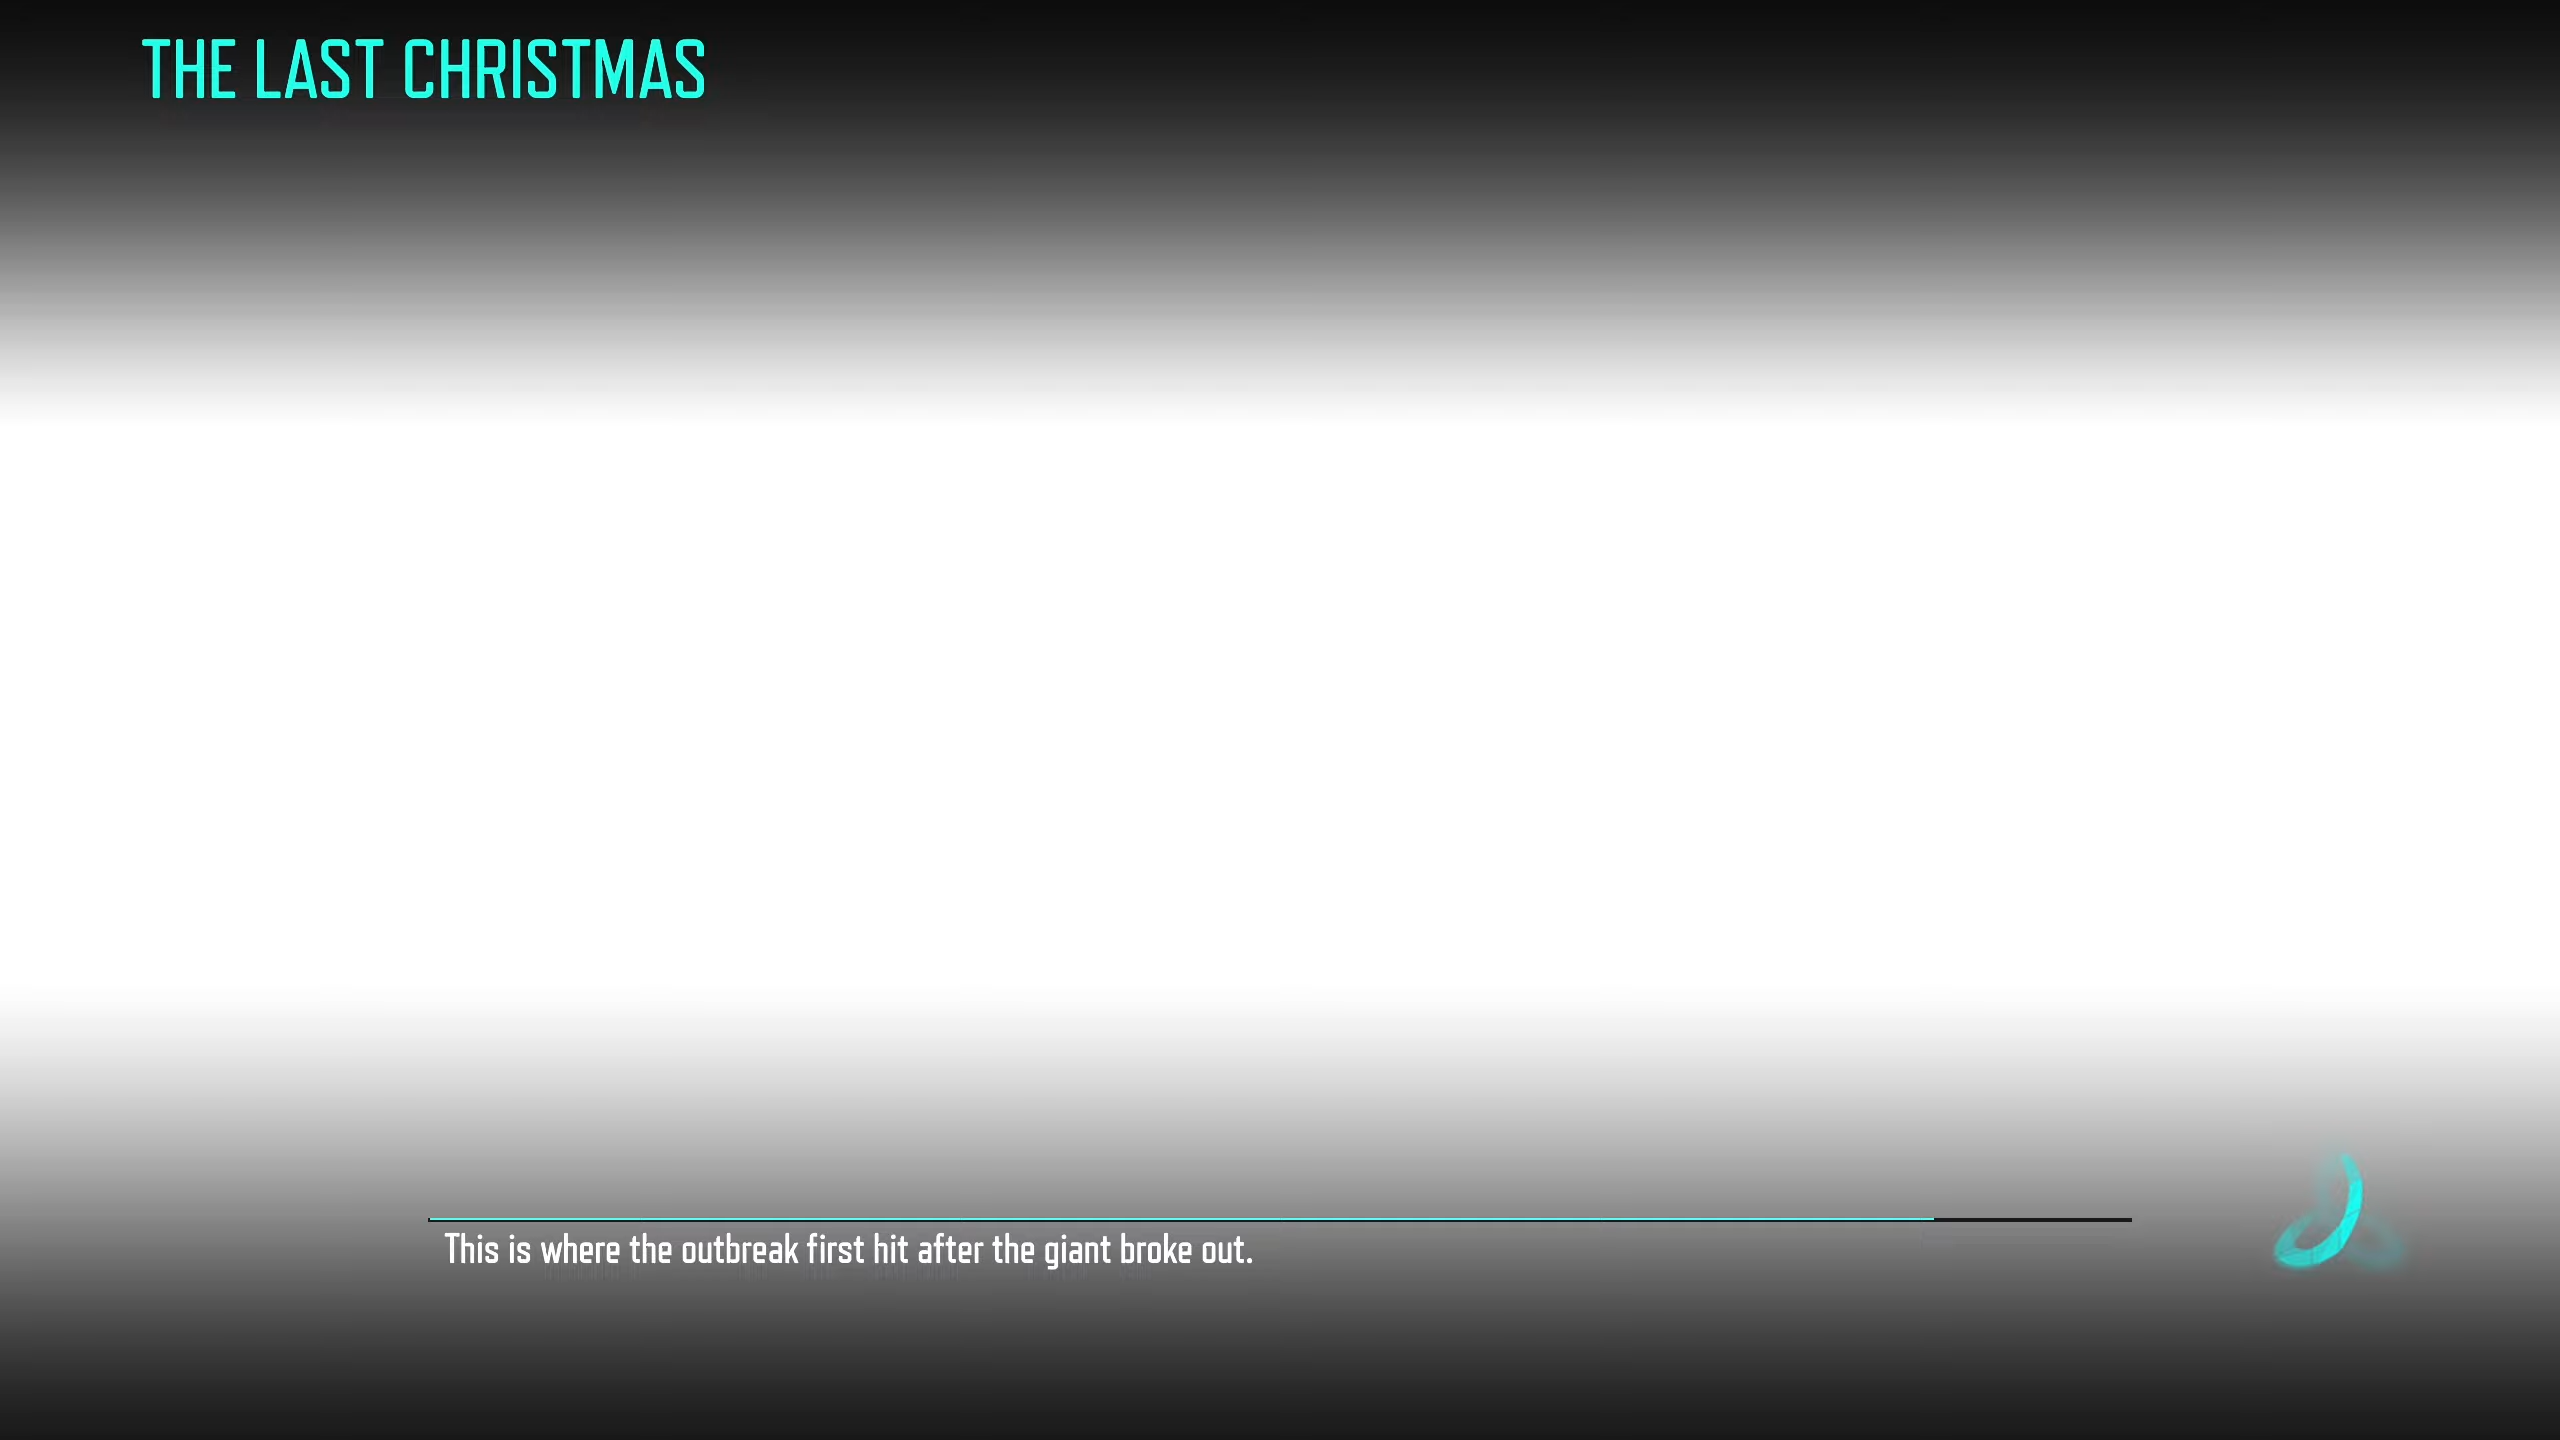 THE LAST CHRISTMAS
This is where the outbreak first hit after the giant broke out.